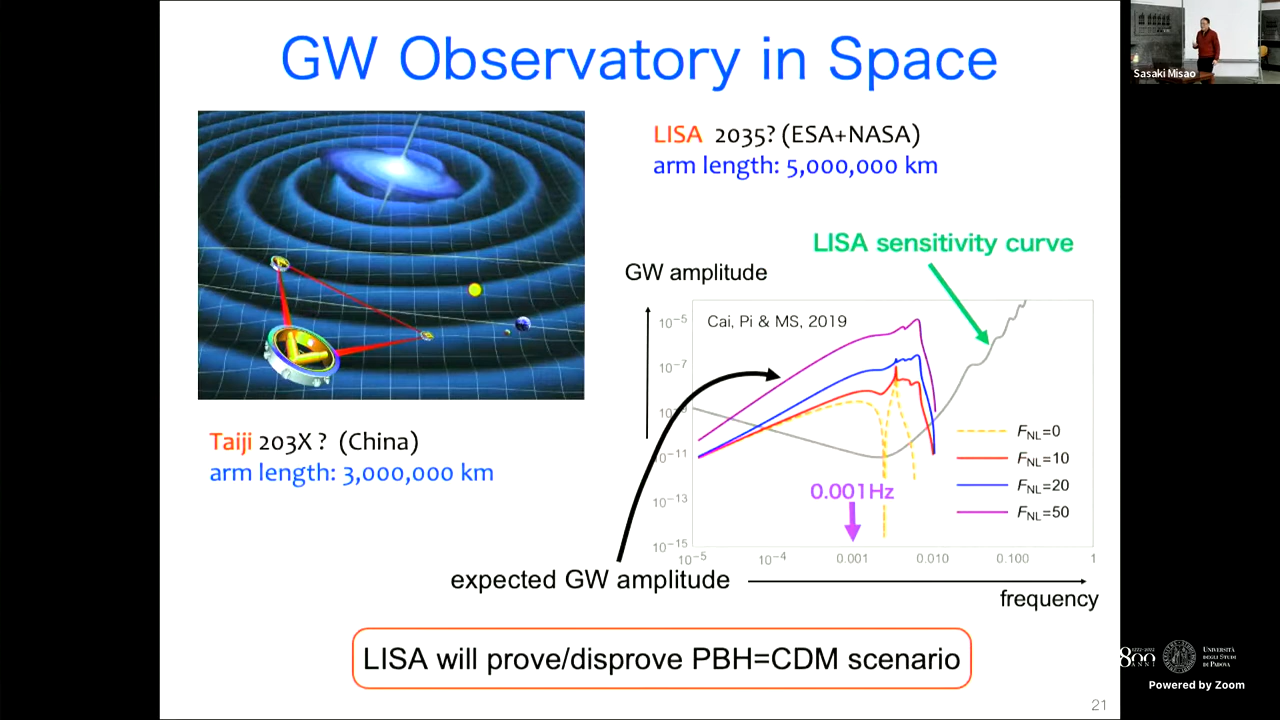 GW Observatory in Space
Sasaki Misao
LISA 2035? (ESA+NASA)
arm length: 5,000,000 km
LISA sensitivity curve
GW amplitude
Cai, Pi & MS, 2019
10⁻⁵
10⁻⁷
10⁻¹¹
10⁻¹³
10⁻¹⁵
F_NL=0
F_NL=10
F_NL=20
F_NL=50
0.001Hz
10⁻⁵ 10⁻⁴ 0.001 0.010 0.100 1
Taiji 203X ? (China)
arm length: 3,000,000 km
expected GW amplitude
frequency
LISA will prove/disprove PBH=CDM scenario
21
800
ANNI
UNIVERSITÀ
DEGLI STUDI
DI PADOVA
Powered by Zoom